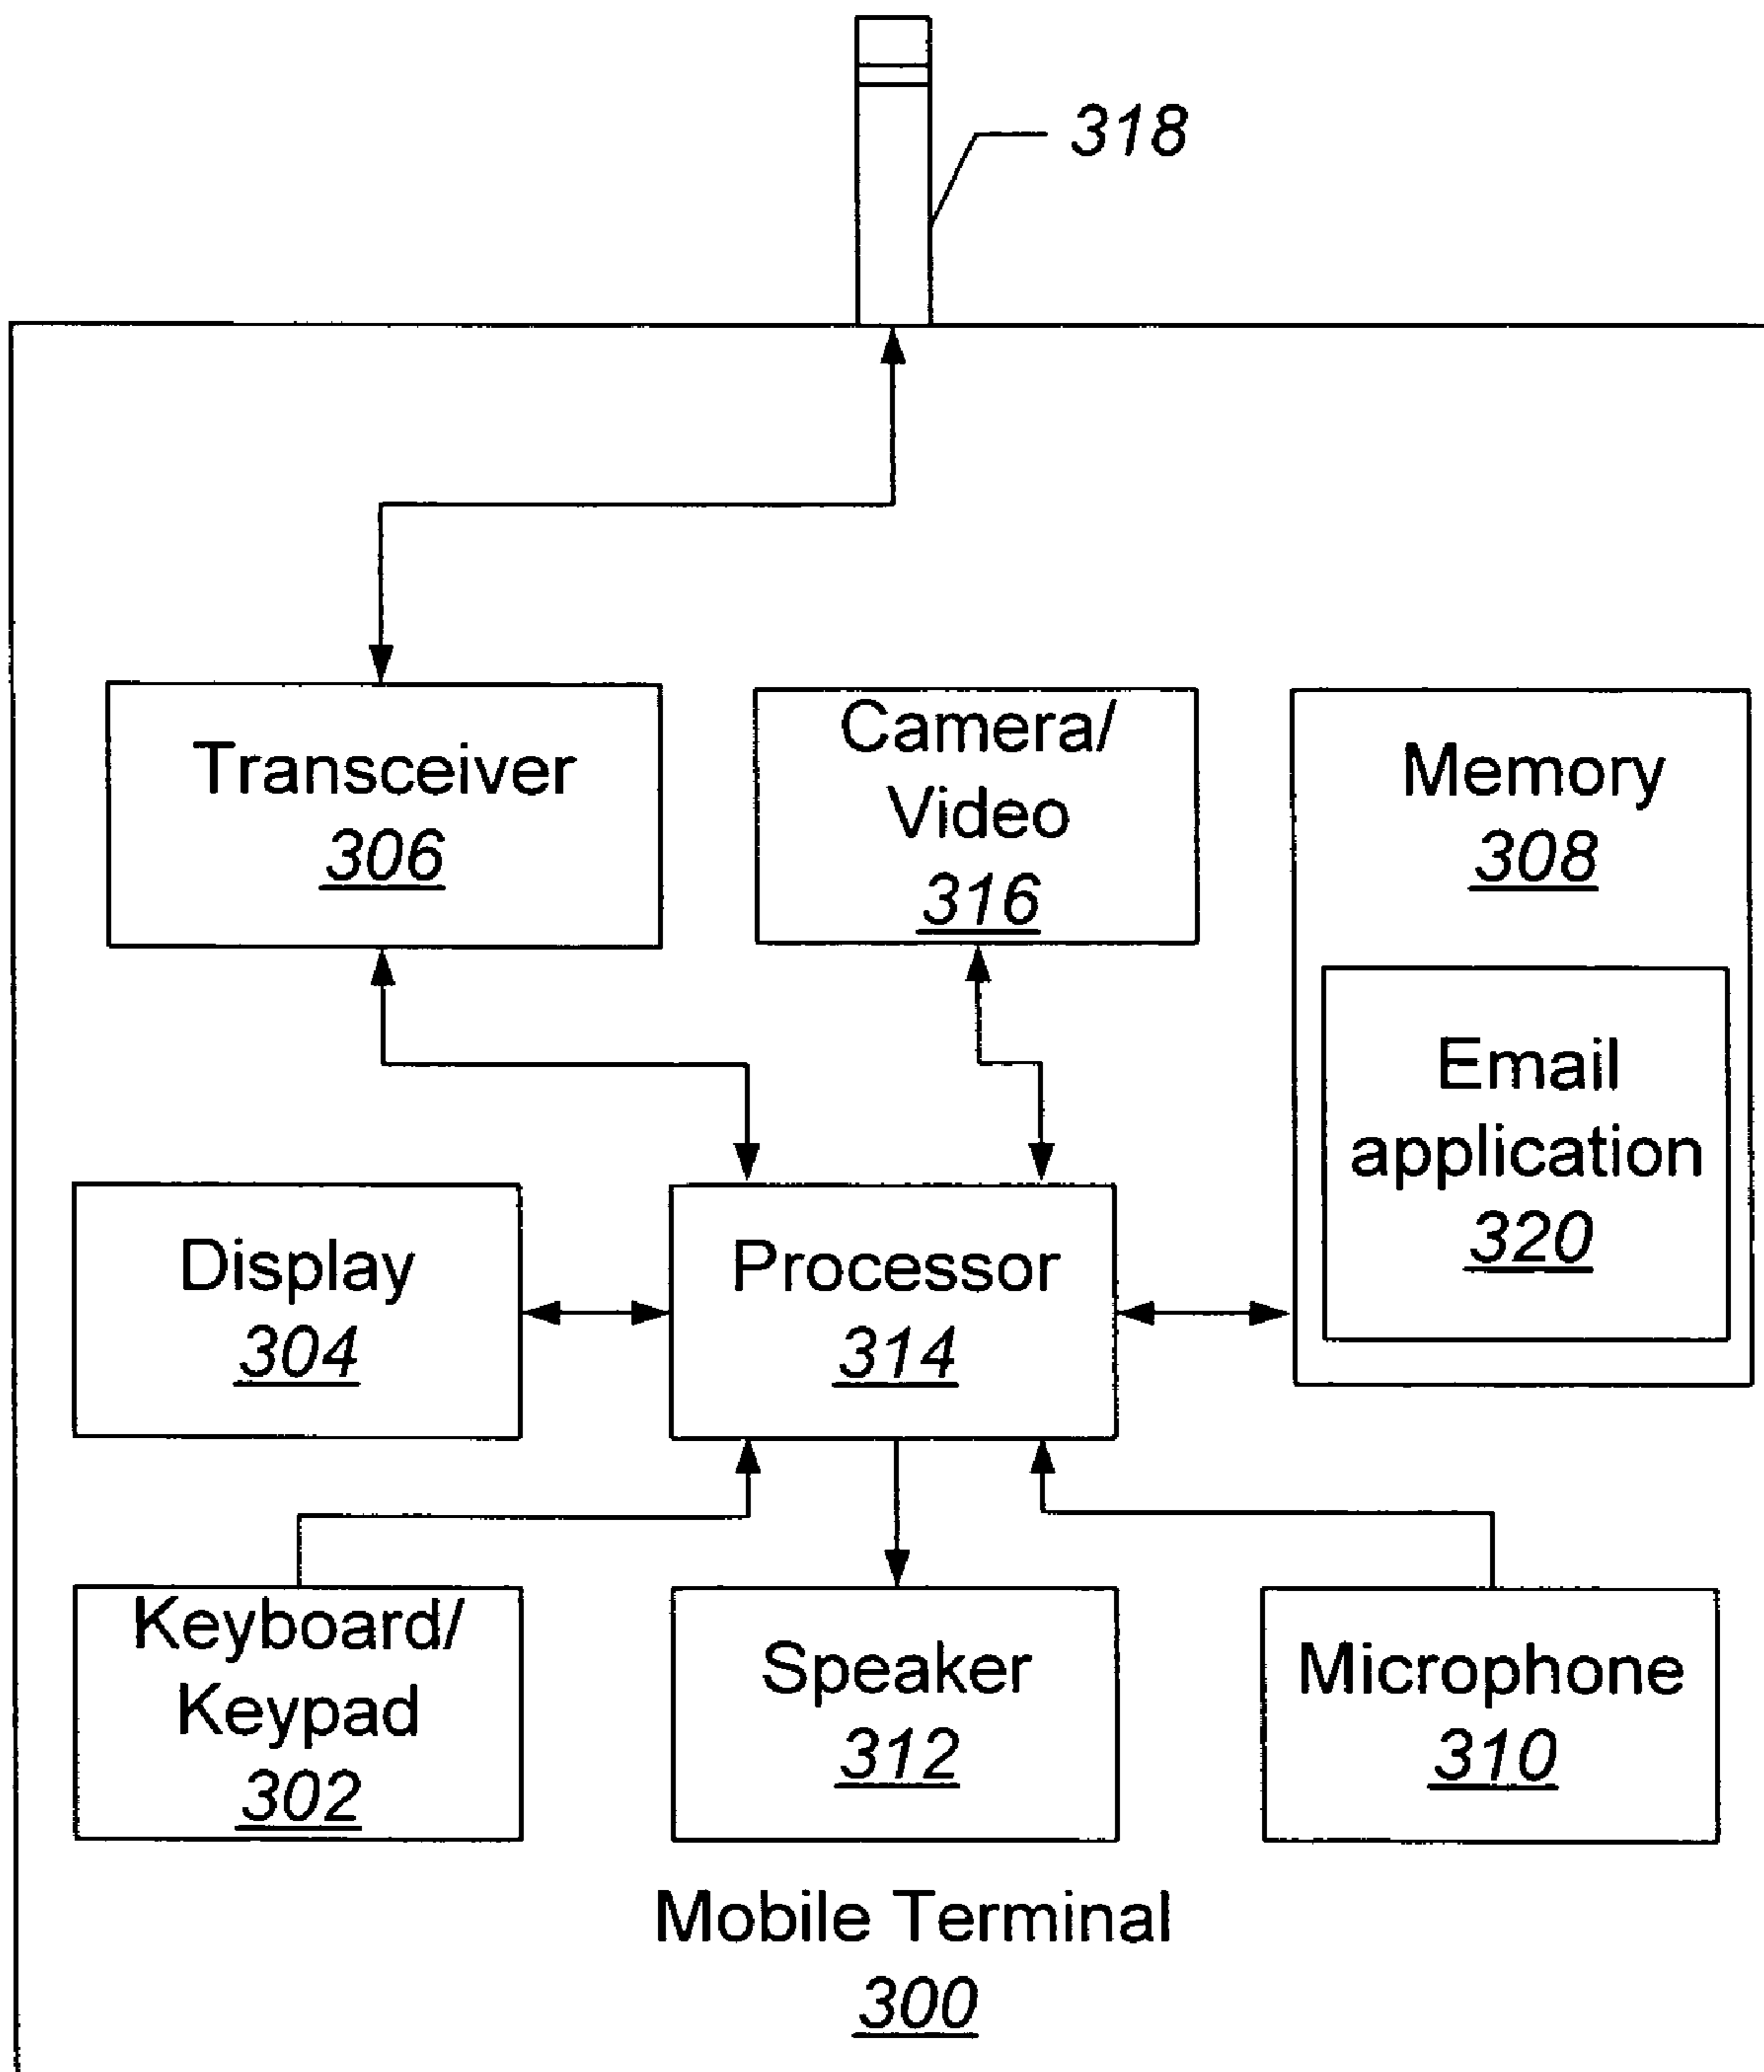 318
Transceiver
306
Camera/
Video
316
Memory
308
Email
application
320
Display
304
Processor
314
Keyboard/
Keypad
302
Speaker
312
Microphone
310
Mobile Terminal
300